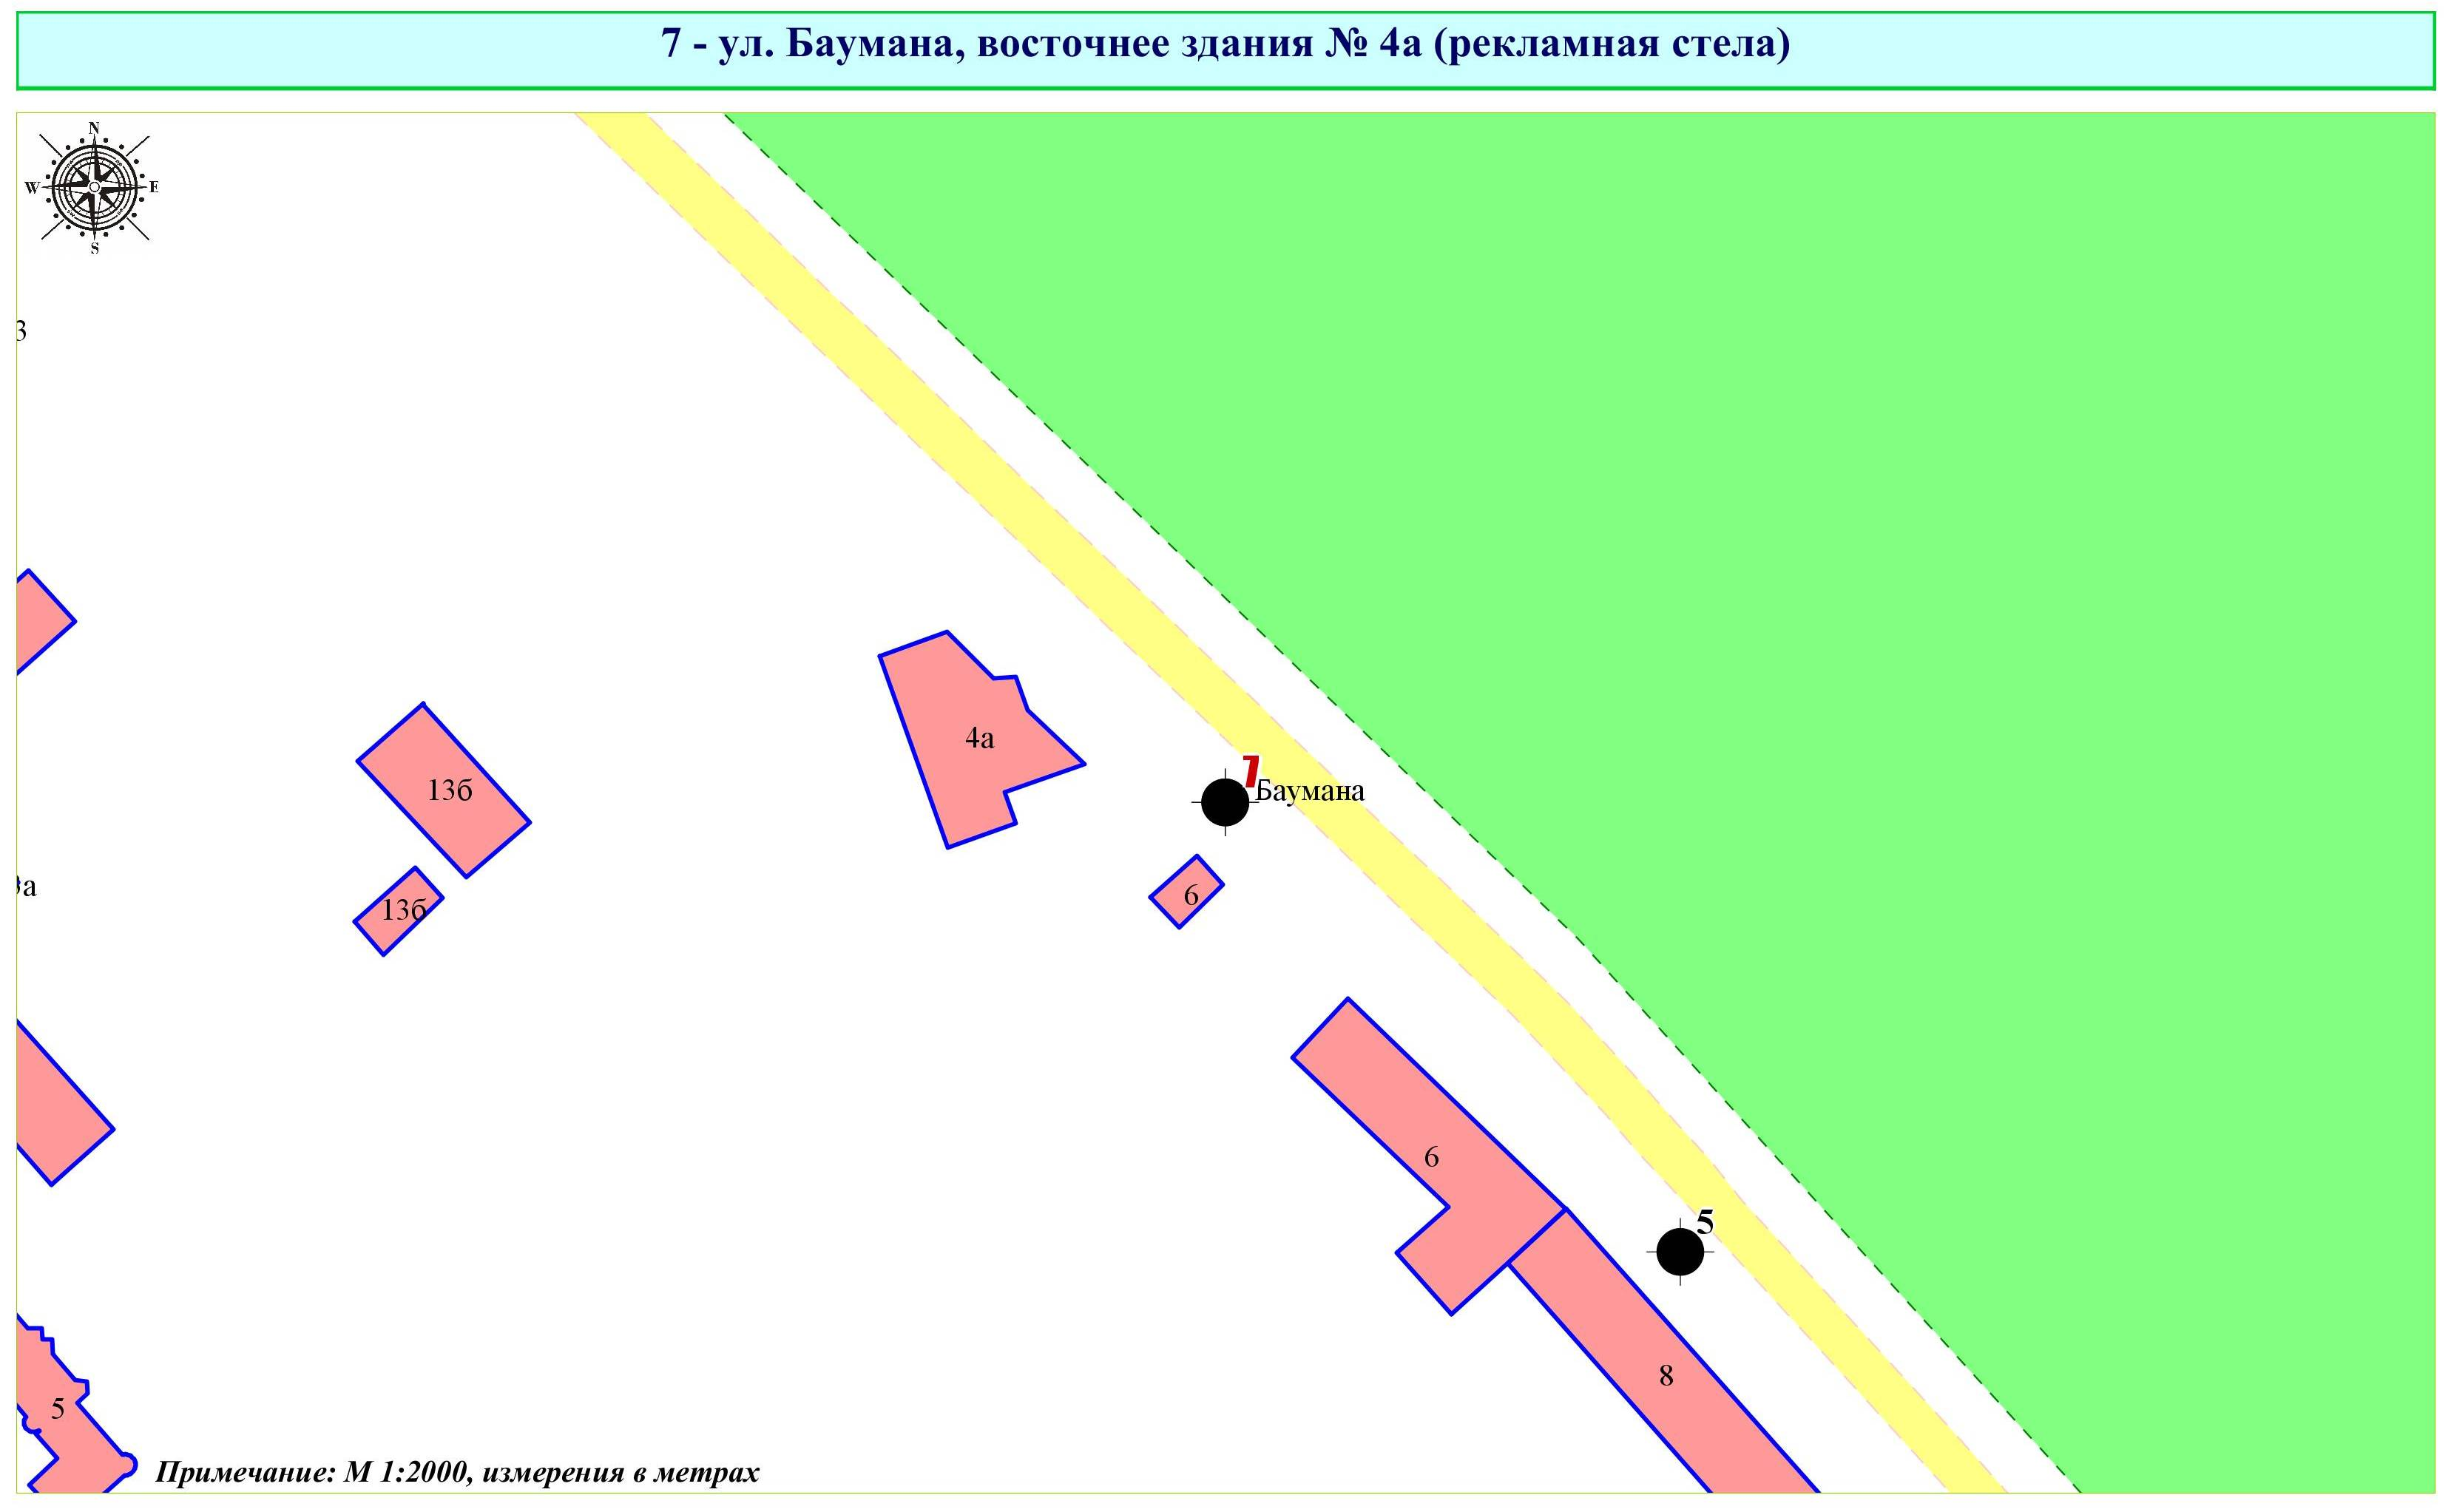 7 - ул. Баумана, восточнее здания № 4а (рекламная стела)
N
W E
S
3
4а
7
13б
Баумана
а
6
13б
6
5
8
5
Примечание: М 1:2000, измерения в метрах